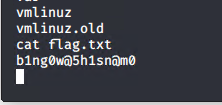 vmlinuz
vmlinuz.old
cat flag.txt
b1ng0w@5h1sn@m0